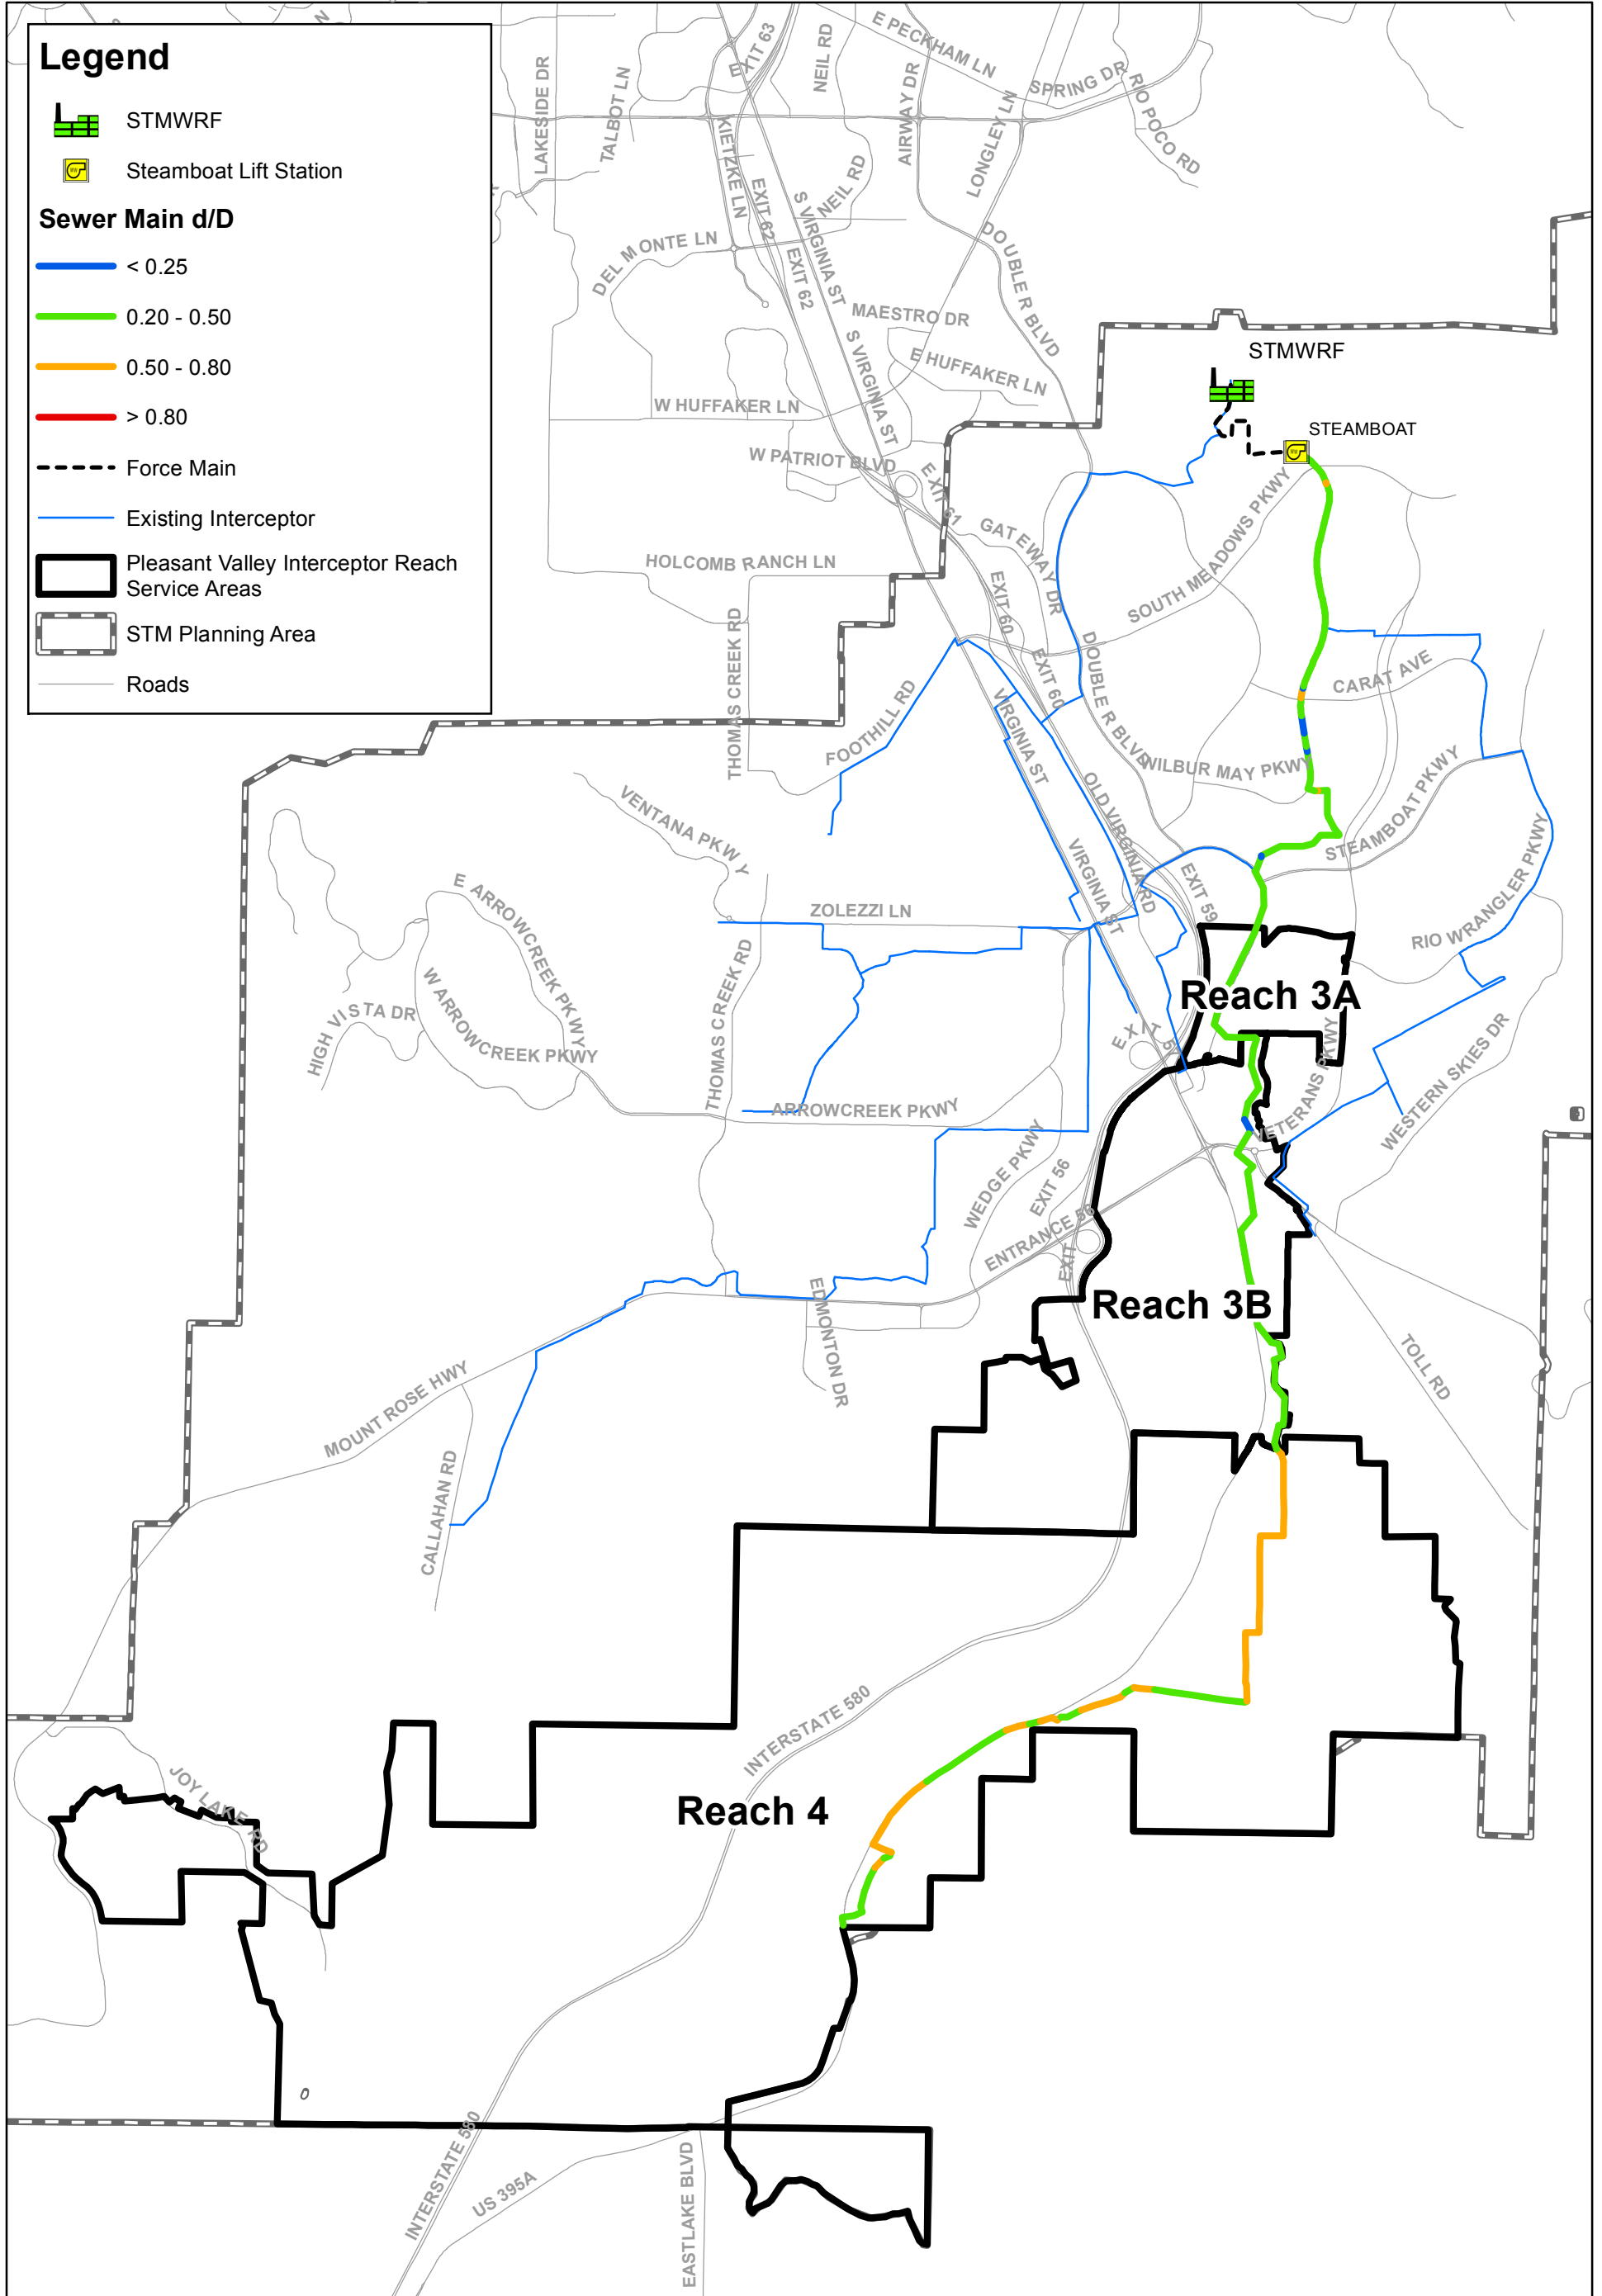 Legend
STMWRF
Steamboat Lift Station
Sewer Main d/D
< 0.25
0.20 - 0.50
0.50 - 0.80
> 0.80
Force Main
Existing Interceptor
Pleasant Valley Interceptor Reach
Service Areas
STM Planning Area
Roads
LAKESIDE DR
TALBOT LN
EXIT 63
NEIL RD
E PECKHAM LN
AIRWAY DR
SPRING DR
RIO POCO RD
LONGLEY LN
KIETZKE LN
EXIT 62
NEIL RD
S VIRGINIA ST
DEL MONTE LN
EXIT 62
DOUBLE R BLVD
MAESTRO DR
S VIRGINIA ST
E HUFFAKER LN
STMWRF
W HUFFAKER LN
STEAMBOAT
W PATRIOT BLVD
EXIT 61
GATEWAY DR
SOUTH MEADOWS PKWY
HOLCOMB RANCH LN
EXIT 60
THOMAS CREEK RD
EXIT 60
DOUBLE R BLVD
CARAT AVE
FOOTHILL RD
VIRGINIA ST
WILBUR MAY PKWY
VENTANA PKWY
OLD VIRGINIA RD
STEAMBOAT PKWY
VIRGINIA ST
EXIT 59
RIO WRANGLER PKWY
E ARROWCREEK PKWY
ZOLEZZI LN
THOMAS CREEK RD
W ARROWCREEK PKWY
HIGH VISTA DR
Reach 3A
EXIT
VETERANS PKWY
WESTERN SKIES DR
ARROWCREEK PKWY
WEDGE PKWY
EXIT 56
ENTRANCE 56
EXIT
EDMONTON DR
Reach 3B
TOLL RD
MOUNT ROSE HWY
CALLAHAN RD
INTERSTATE 580
JOY LAKE RD
Reach 4
INTERSTATE 580
US 395A
EASTLAKE BLVD